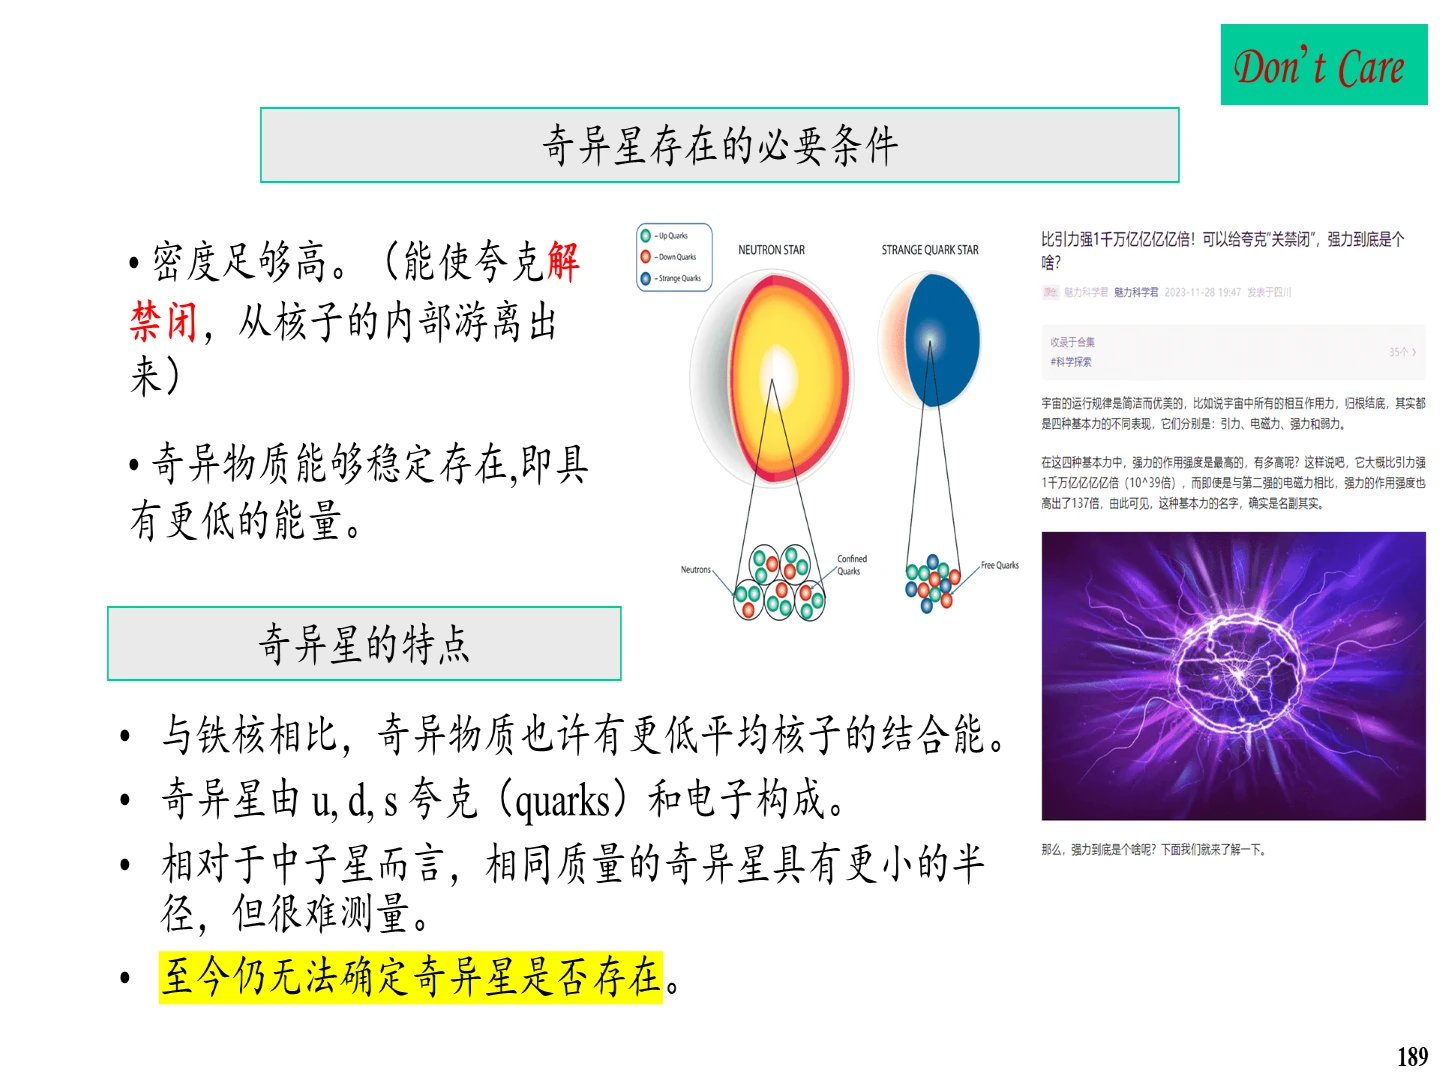 Don't Care
奇异星存在的必要条件
• 密度足够高。（能使夸克解
禁闭，从核子的内部游离出
来）
• 奇异物质能够稳定存在,即具
有更低的能量。
– Up Quarks
– Down Quarks
– Strange Quarks
NEUTRON STAR
STRANGE QUARK STAR
Neutrons
Confined
Quarks
Free Quarks
比引力强1千万亿亿亿亿倍！可以给夸克“关禁闭”，强力到底是个
啥？
原创 魅力科学君 魅力科学君 2023-11-28 19:47 发表于四川
收录于合集
#科学探索
35个 >
宇宙的运行规律是简洁而优美的，比如说宇宙中所有的相互作用力，归根结底，其实都
是四种基本力的不同表现，它们分别是：引力、电磁力、强力和弱力。
在这四种基本力中，强力的作用强度是最高的，有多高呢？这样说吧，它大概比引力强
1千万亿亿亿亿倍（10^39倍），而即使是与第二强的电磁力相比，强力的作用强度也
高出了137倍，由此可见，这种基本力的名字，确实是名副其实。
那么，强力到底是个啥呢？下面我们就来了解一下。
奇异星的特点
• 与铁核相比，奇异物质也许有更低平均核子的结合能。
• 奇异星由 u, d, s 夸克（quarks）和电子构成。
• 相对于中子星而言，相同质量的奇异星具有更小的半
径，但很难测量。
• 至今仍无法确定奇异星是否存在。
189